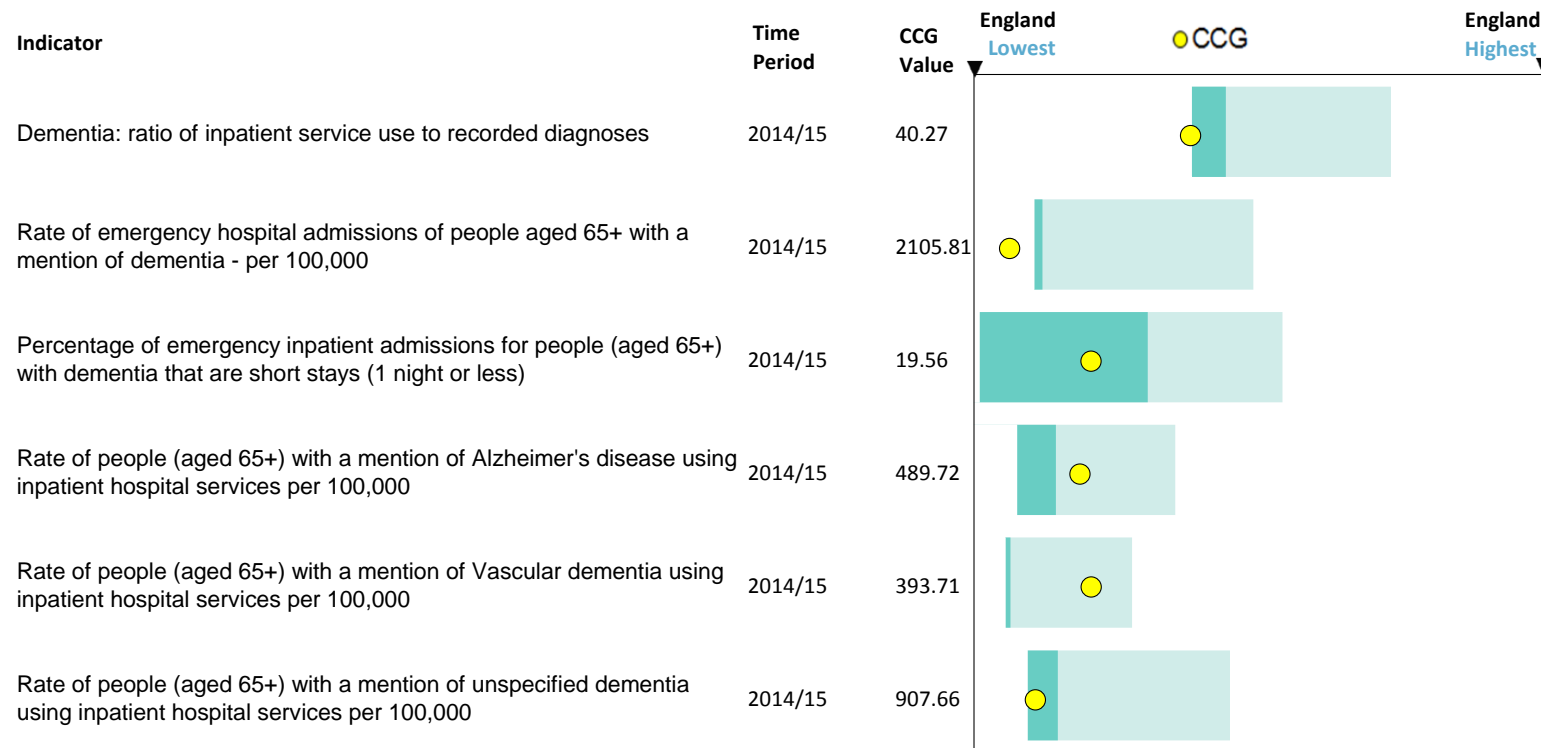 Indicator
Time
Period
CCG
Value
England
Lowest
CCG
England
Highest
Dementia: ratio of inpatient service use to recorded diagnoses
2014/15
40.27
Rate of emergency hospital admissions of people aged 65+ with a
mention of dementia - per 100,000
2014/15
2105.81
Percentage of emergency inpatient admissions for people (aged 65+)
with dementia that are short stays (1 night or less)
2014/15
19.56
Rate of people (aged 65+) with a mention of Alzheimer's disease using
inpatient hospital services per 100,000
2014/15
489.72
Rate of people (aged 65+) with a mention of Vascular dementia using
inpatient hospital services per 100,000
2014/15
393.71
Rate of people (aged 65+) with a mention of unspecified dementia
using inpatient hospital services per 100,000
2014/15
907.66